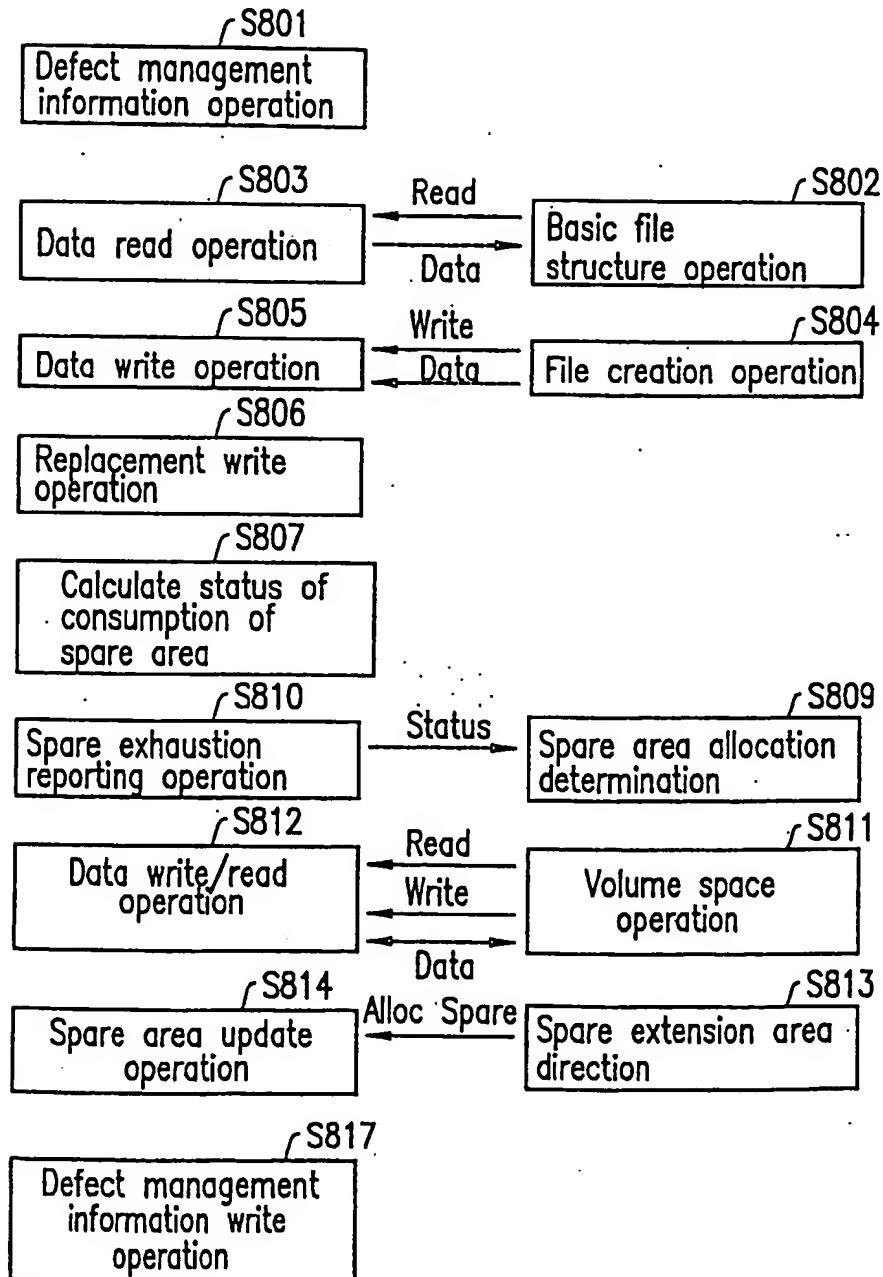 S801
Defect management
information operation
S803
Read
S802
Data read operation
Data
Basic file
structure operation
S805
Write
S804
Data write operation
Data
File creation operation
S806
Replacement write
operation
S807
Calculate status of
consumption of
spare area
S810
Status
S809
Spare exhaustion
reporting operation
Spare area allocation
determination
S812
Read
S811
Data write/read
operation
Write
Volume space
operation
Data
S814
Alloc Spare
S813
Spare area update
operation
Spare extension area
direction
S817
Defect management
information write
operation